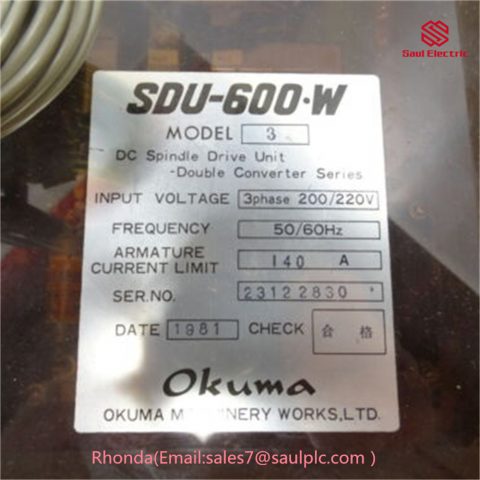 Saul Electric
SDU-600·W
MODEL 3
DC Spindle Drive Unit
-Double Converter Series
INPUT VOLTAGE 3phase 200/220V
FREQUENCY 50/60Hz
ARMATURE
CURRENT LIMIT 140 A
SER.NO. 23122830
DATE 1981 CHECK 合格
Okuma
OKUMA MACHINERY WORKS,LTD.
Rhonda(Email:sales7@saulplc.com)